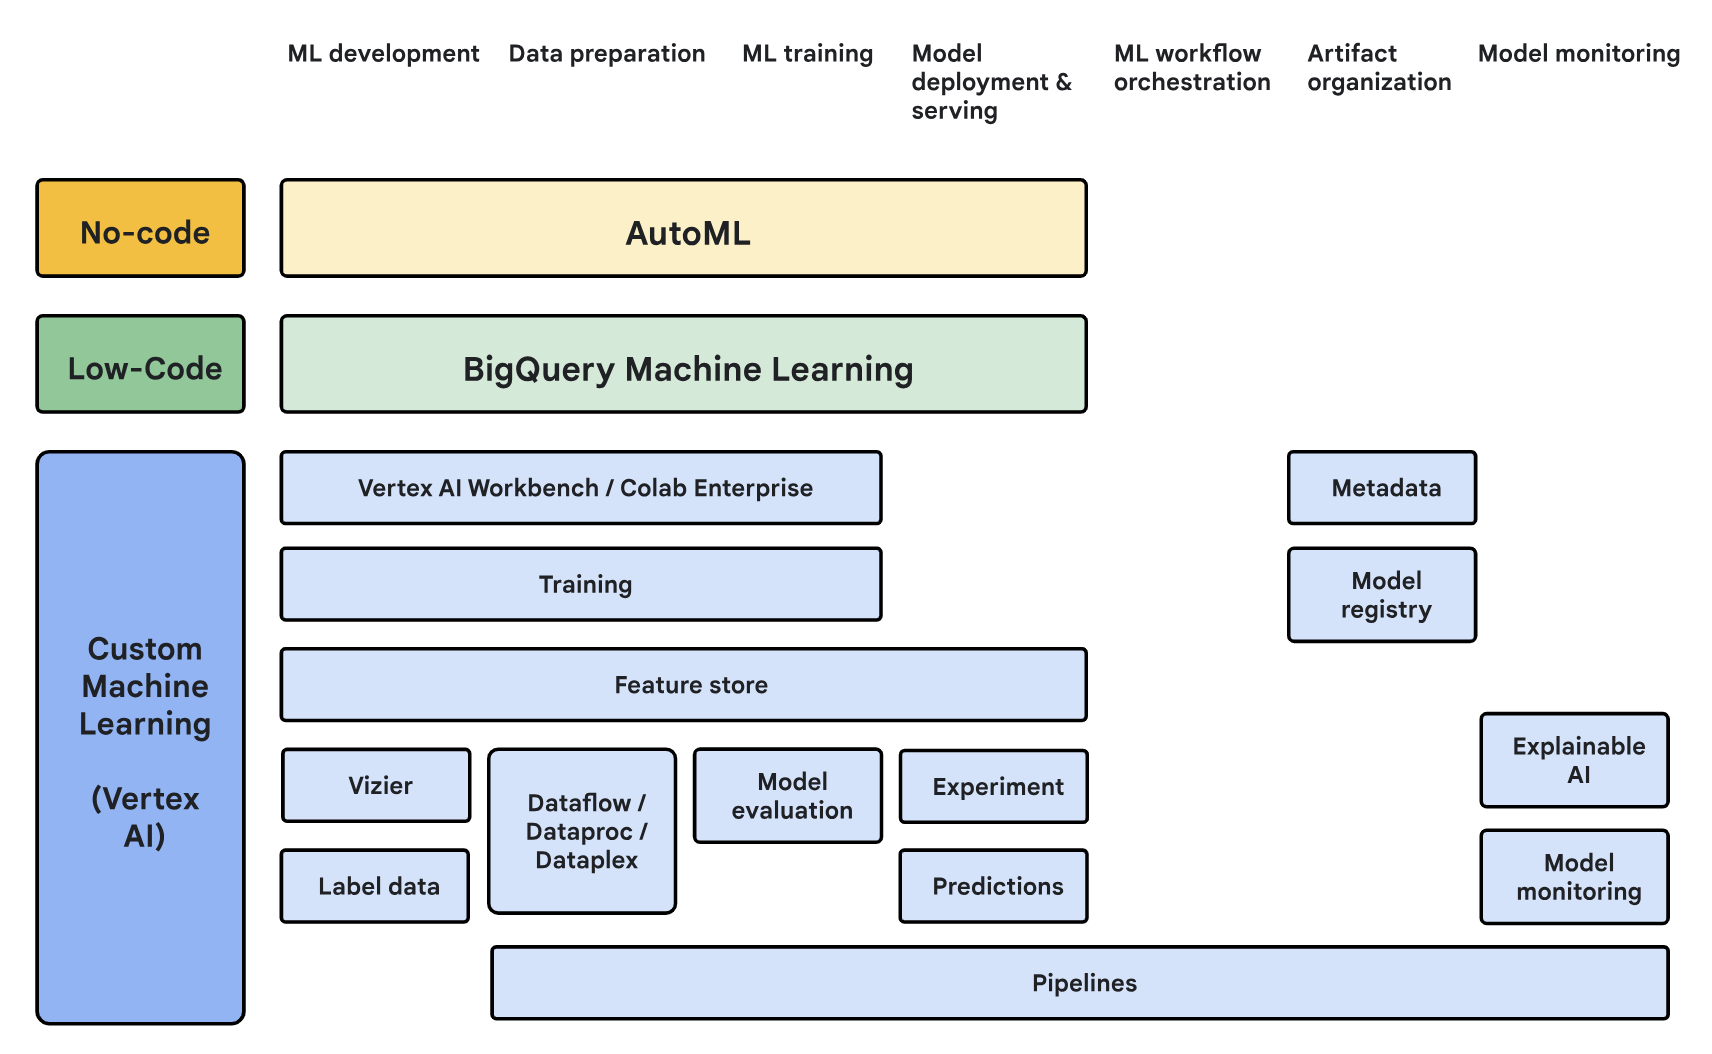 ML development
Data preparation
ML training
Model
deployment &
serving
ML workflow
orchestration
Artifact
organization
Model monitoring
No-code
AutoML
Low-Code
BigQuery Machine Learning
Custom
Machine
Learning
(Vertex
AI)
Vertex AI Workbench / Colab Enterprise
Metadata
Training
Model
registry
Feature store
Vizier
Dataflow /
Dataproc /
Dataplex
Model
evaluation
Experiment
Explainable
AI
Label data
Predictions
Model
monitoring
Pipelines